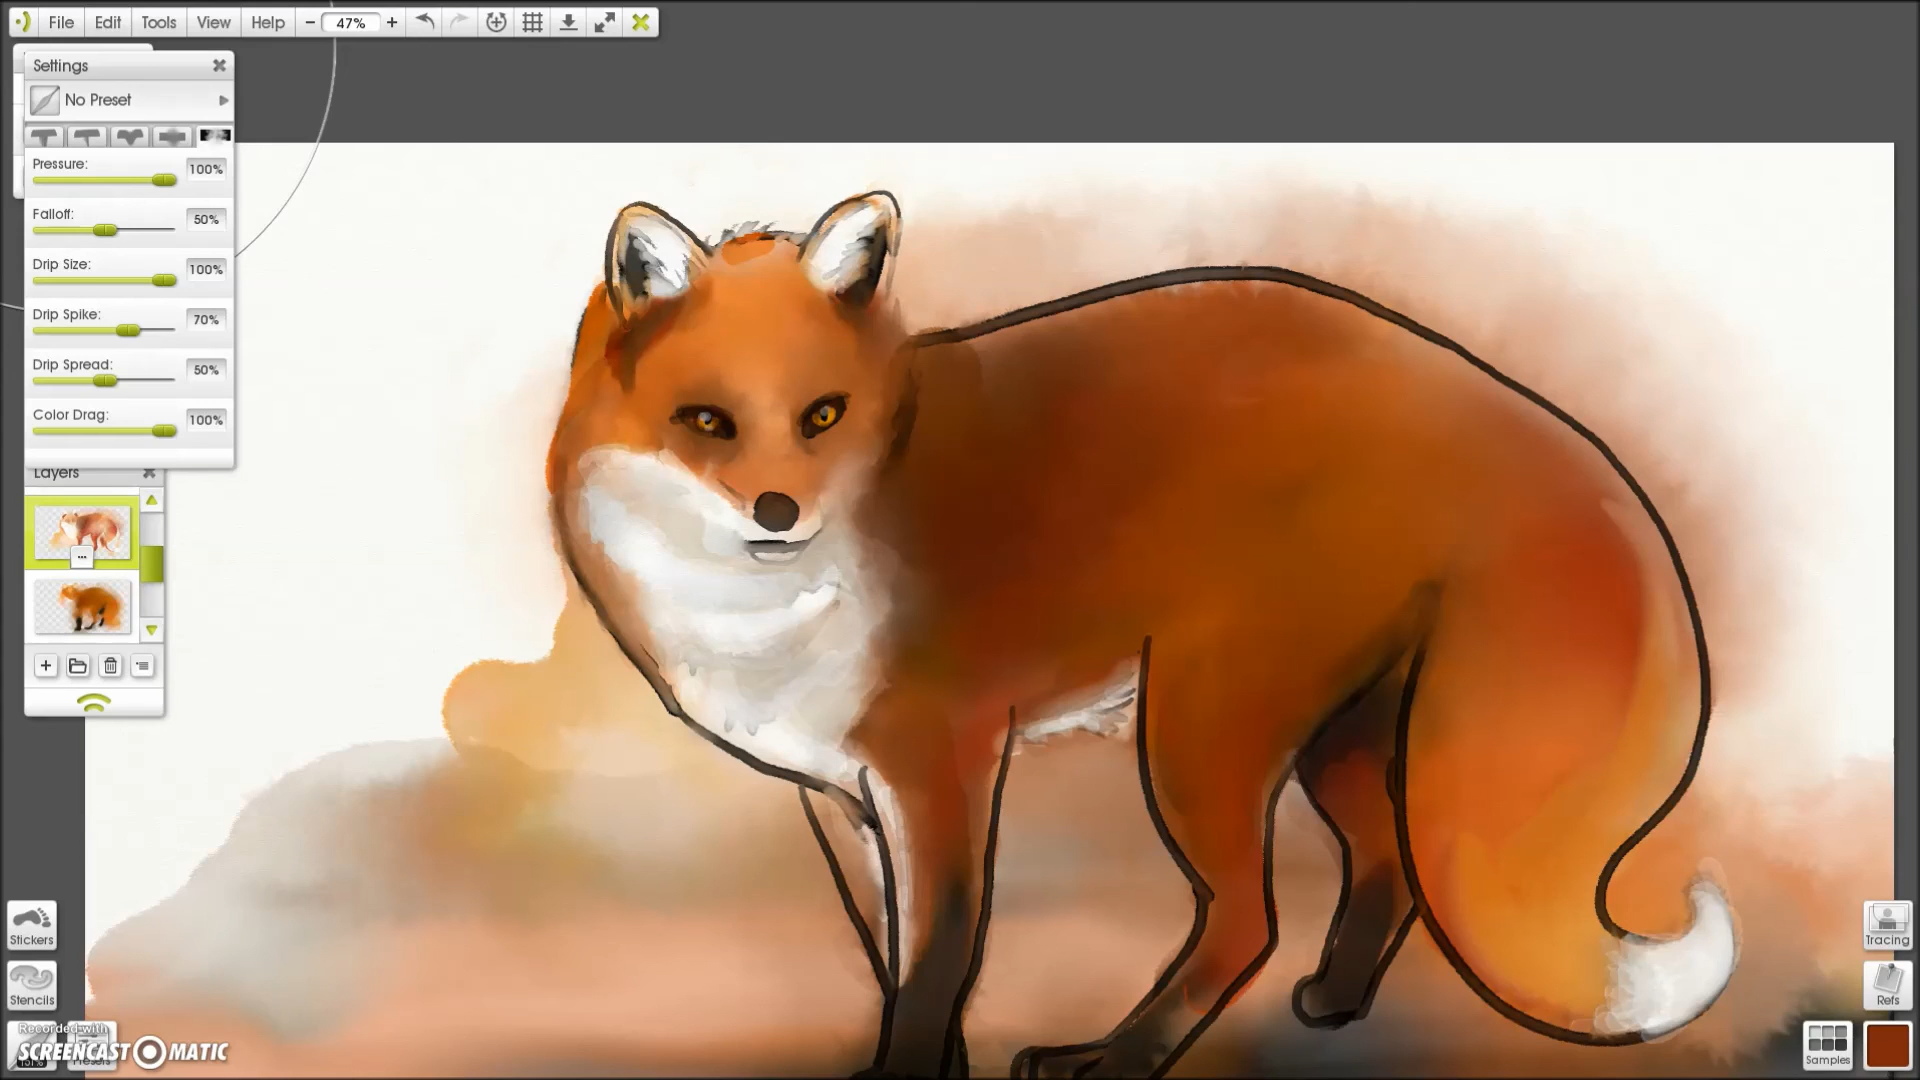 File Edit Tools View Help − 47% +
Settings
No Preset
Pressure: 100%
Falloff: 50%
Drip Size: 100%
Drip Spike: 70%
Drip Spread: 50%
Color Drag: 100%
Layers
Stickers
Stencils
Tracing
Refs
Samples
Recorded with
SCREENCAST MATIC